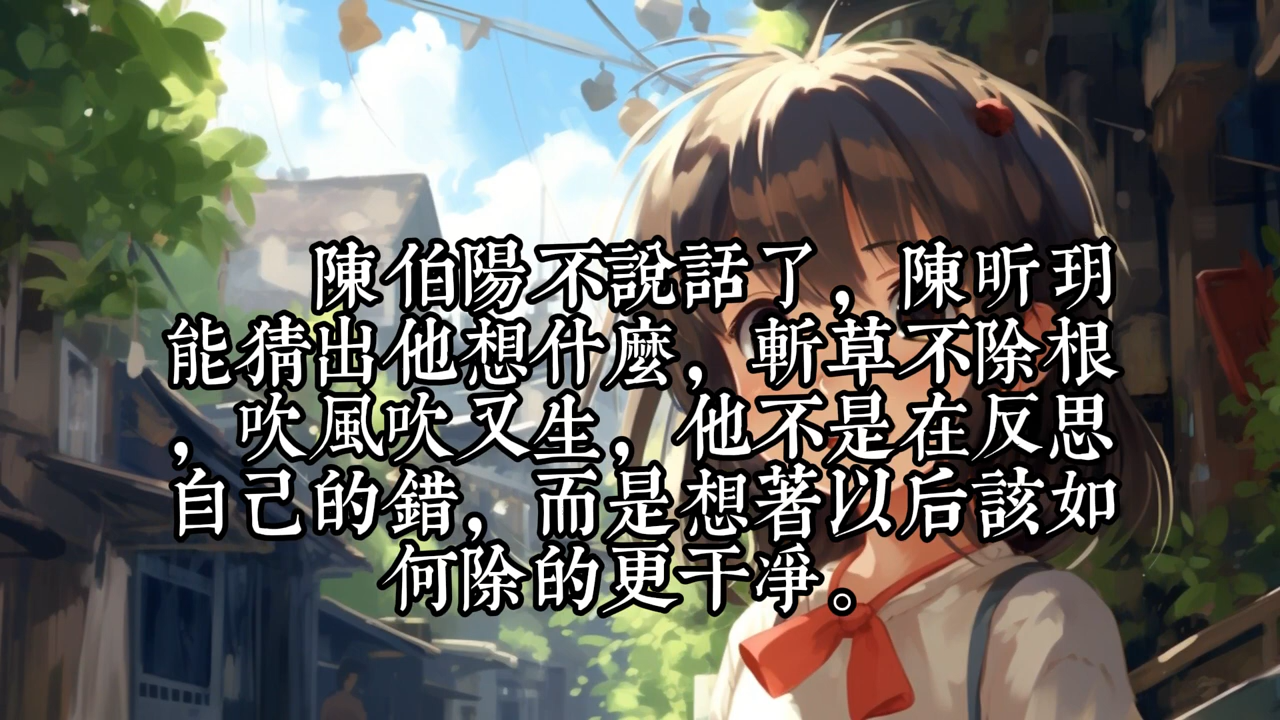 陳伯陽不說話了，陳昕玥
能猜出他想什麼，斬草不除根
，吹風吹又生，他不是在反思
自己的錯，而是想著以后該如
何除的更干凈。